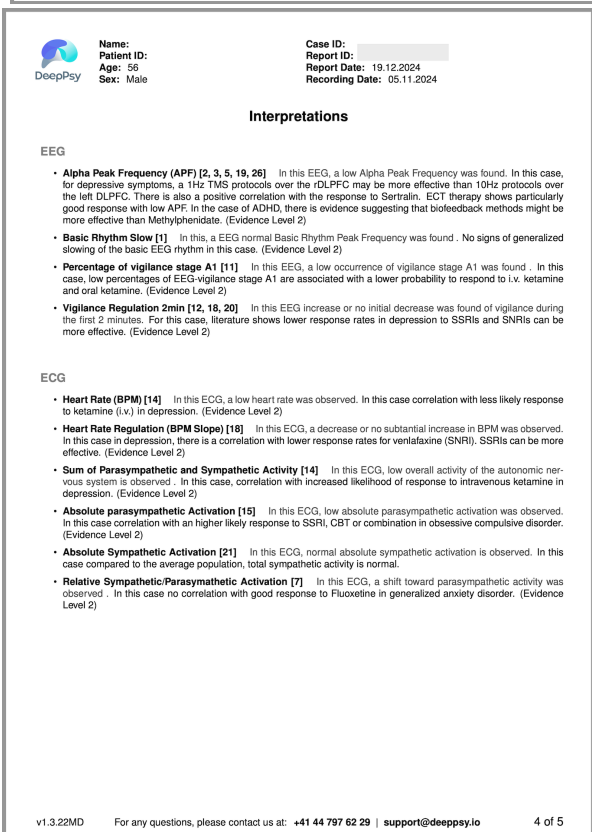 DeepPsy
Name:
Patient ID:
Age: 56
Sex: Male
Case ID:
Report ID:
Report Date: 19.12.2024
Recording Date: 05.11.2024
Interpretations
EEG
• Alpha Peak Frequency (APF) [2, 3, 5, 19, 26] In this EEG, a low Alpha Peak Frequency was found. In this case,
for depressive symptoms, a 1Hz TMS protocols over the rDLPFC may be more effective than 10Hz protocols over
the left DLPFC. There is also a positive correlation with the response to Sertralin. ECT therapy shows particularly
good response with low APF. In the case of ADHD, there is evidence suggesting that biofeedback methods might be
more effective than Methylphenidate. (Evidence Level 2)
• Basic Rhythm Slow [1] In this, a EEG normal Basic Rhythm Peak Frequency was found . No signs of generalized
slowing of the basic EEG rhythm in this case. (Evidence Level 2)
• Percentage of vigilance stage A1 [11] In this EEG, a low occurrence of vigilance stage A1 was found . In this
case, low percentages of EEG-vigilance stage A1 are associated with a lower probability to respond to i.v. ketamine
and oral ketamine. (Evidence Level 2)
• Vigilance Regulation 2min [12, 18, 20] In this EEG increase or no initial decrease was found of vigilance during
the first 2 minutes. For this case, literature shows lower response rates in depression to SSRIs and SNRIs can be
more effective. (Evidence Level 2)
ECG
• Heart Rate (BPM) [14] In this ECG, a low heart rate was observed. In this case correlation with less likely response
to ketamine (i.v.) in depression. (Evidence Level 2)
• Heart Rate Regulation (BPM Slope) [18] In this ECG, a decrease or no subtantial increase in BPM was observed.
In this case in depression, there is a correlation with lower response rates for venlafaxine (SNRI). SSRIs can be more
effective. (Evidence Level 2)
• Sum of Parasympathetic and Sympathetic Activity [14] In this ECG, low overall activity of the autonomic ner-
vous system is observed . In this case, correlation with increased likelihood of response to intravenous ketamine in
depression. (Evidence Level 2)
• Absolute parasympathetic Activation [15] In this ECG, low absolute parasympathetic activation was observed.
In this case correlation with an higher likely response to SSRI, CBT or combination in obsessive compulsive disorder.
(Evidence Level 2)
• Absolute Sympathetic Activation [21] In this ECG, normal absolute sympathetic activation is observed. In this
case compared to the average population, total sympathetic activity is normal.
• Relative Sympathetic/Parasymathetic Activation [7] In this ECG, a shift toward parasympathetic activity was
observed . In this case no correlation with good response to Fluoxetine in generalized anxiety disorder. (Evidence
Level 2)
v1.3.22MD For any questions, please contact us at: +41 44 797 62 29 | support@deeppsy.io 4 of 5